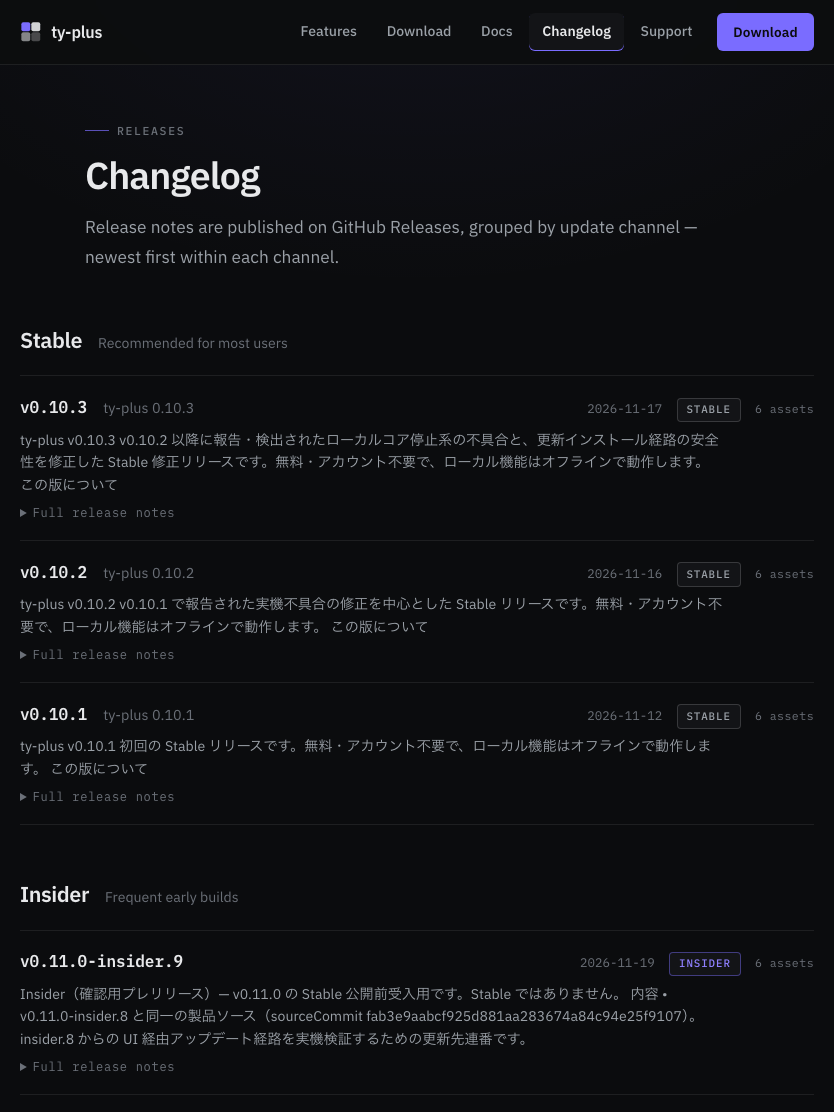 ty-plus
Features Download Docs Changelog Support Download
RELEASES
Changelog
Release notes are published on GitHub Releases, grouped by update channel —
newest first within each channel.
Stable Recommended for most users
v0.10.3 ty-plus 0.10.3 2026-11-17 STABLE 6 assets
ty-plus v0.10.3 v0.10.2 以降に報告・検出されたローカルコア停止系の不具合と、更新インストール経路の安全
性を修正した Stable 修正リリースです。無料・アカウント不要で、ローカル機能はオフラインで動作します。
この版について
▶ Full release notes
v0.10.2 ty-plus 0.10.2 2026-11-16 STABLE 6 assets
ty-plus v0.10.2 v0.10.1 で報告された実機不具合の修正を中心とした Stable リリースです。無料・アカウント不
要で、ローカル機能はオフラインで動作します。 この版について
▶ Full release notes
v0.10.1 ty-plus 0.10.1 2026-11-12 STABLE 6 assets
ty-plus v0.10.1 初回の Stable リリースです。無料・アカウント不要で、ローカル機能はオフラインで動作しま
す。 この版について
▶ Full release notes
Insider Frequent early builds
v0.11.0-insider.9 2026-11-19 INSIDER 6 assets
Insider（確認用プレリリース）— v0.11.0 の Stable 公開前受入用です。Stable ではありません。 内容 •
v0.11.0-insider.8 と同一の製品ソース（sourceCommit fab3e9aabcf925d881aa283674a84c94e25f9107）。
insider.8 からの UI 経由アップデート経路を実機検証するための更新先連番です。
▶ Full release notes